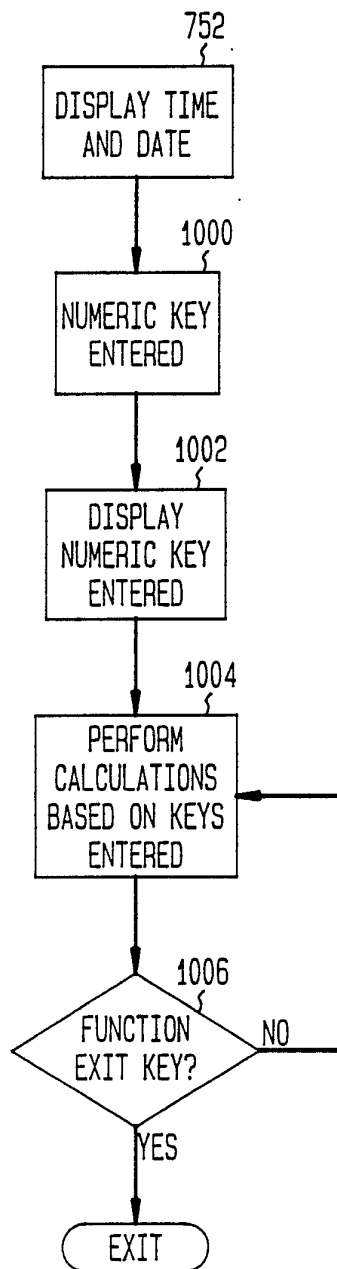 752
DISPLAY TIME
AND DATE
1000
NUMERIC KEY
ENTERED
1002
DISPLAY
NUMERIC KEY
ENTERED
1004
PERFORM
CALCULATIONS
BASED ON KEYS
ENTERED
1006
FUNCTION
EXIT KEY?
NO
YES
EXIT